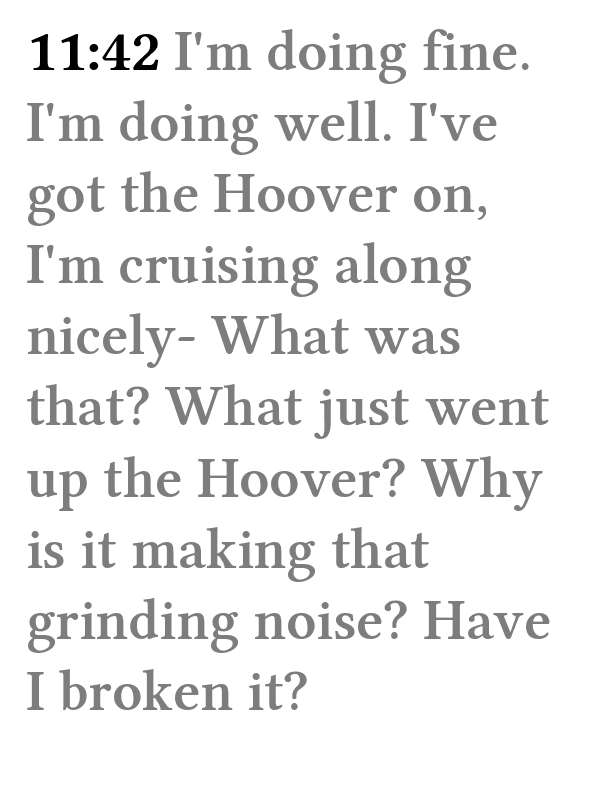 11:42 I'm doing fine.
I'm doing well. I've
got the Hoover on,
I'm cruising along
nicely- What was
that? What just went
up the Hoover? Why
is it making that
grinding noise? Have
I broken it?